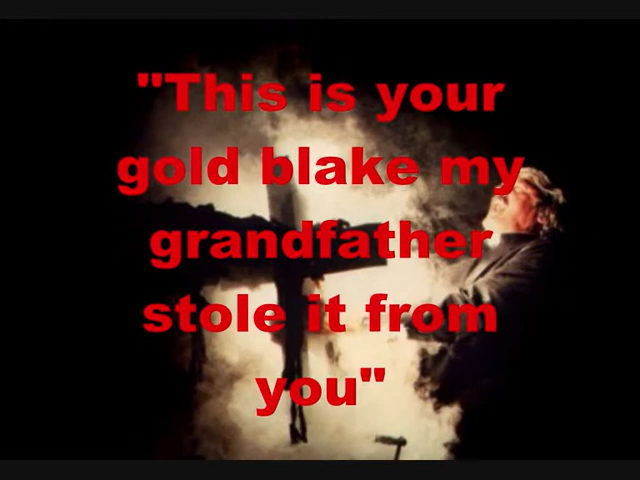 "This is your
gold blake my
grandfather
stole it from
you"